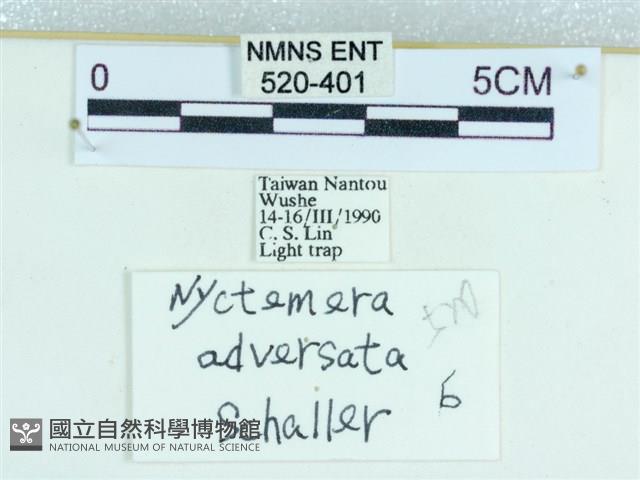 NMNS ENT
520-401
0 5CM
Taiwan Nantou
Wushe
14-16/III/1990
C. S. Lin
Light trap
Nyctemera
adversata
Schaller
6
國立自然科學博物館
NATIONAL MUSEUM OF NATURAL SCIENCE